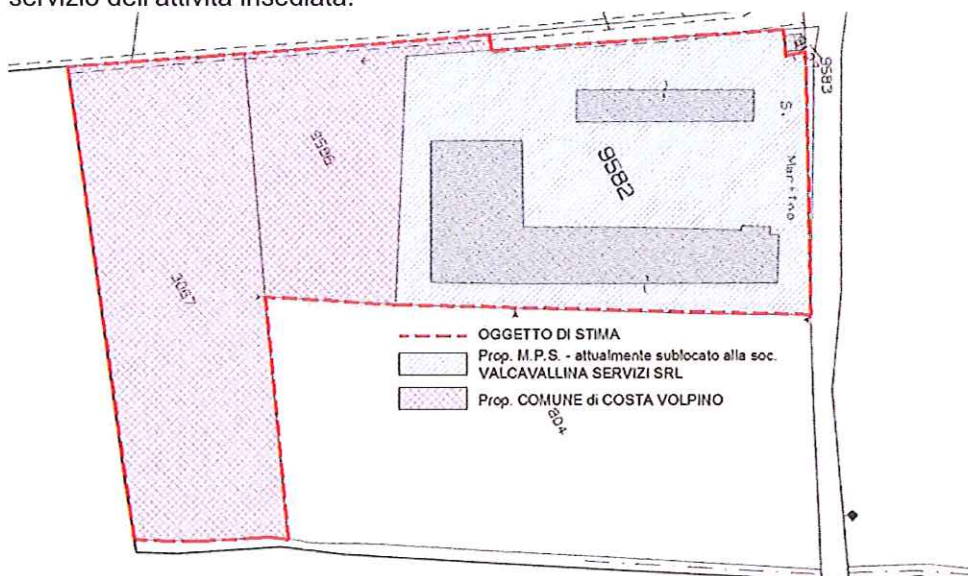 servizio dell'attività insediata.
9583
S. Martino
9586
9582
3067
OGGETTO DI STIMA
Prop. M.P.S. - attualmente sublocato alla soc.
VALCAVALLINA SERVIZI SRL
Prop. COMUNE di COSTA VOLPINO
804